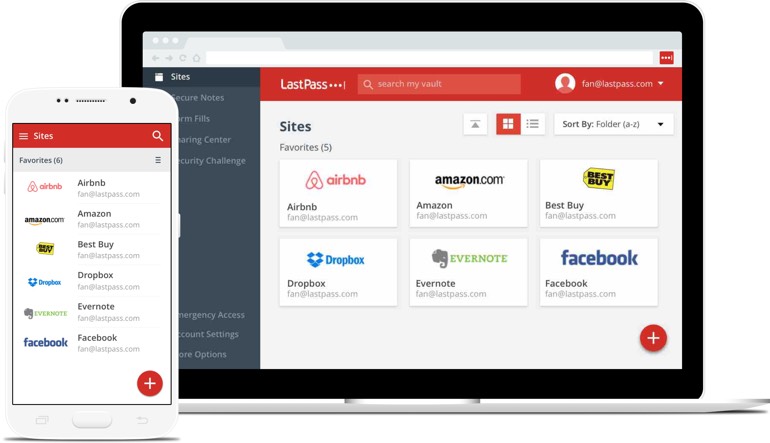 Sites
Favorites (6)
airbnb
Airbnb
fan@lastpass.com
amazon.com
Amazon
fan@lastpass.com
BEST BUY
Best Buy
fan@lastpass.com
Dropbox
Dropbox
fan@lastpass.com
EVERNOTE
Evernote
fan@lastpass.com
facebook
Facebook
fan@lastpass.com
+
Sites
ecure Notes
orm Fills
haring Center
ecurity Challenge
mergency Access
ccount Settings
ore Options
LastPass •••|
search my vault
fan@lastpass.com
Sites
Sort By: Folder (a-z)
Favorites (5)
airbnb
Airbnb
fan@lastpass.com
amazon.com
Amazon
fan@lastpass.com
BEST
BUY
Best Buy
fan@lastpass.com
Dropbox
Dropbox
fan@lastpass.com
EVERNOTE
Evernote
fan@lastpass.com
facebook
Facebook
fan@lastpass.com
+